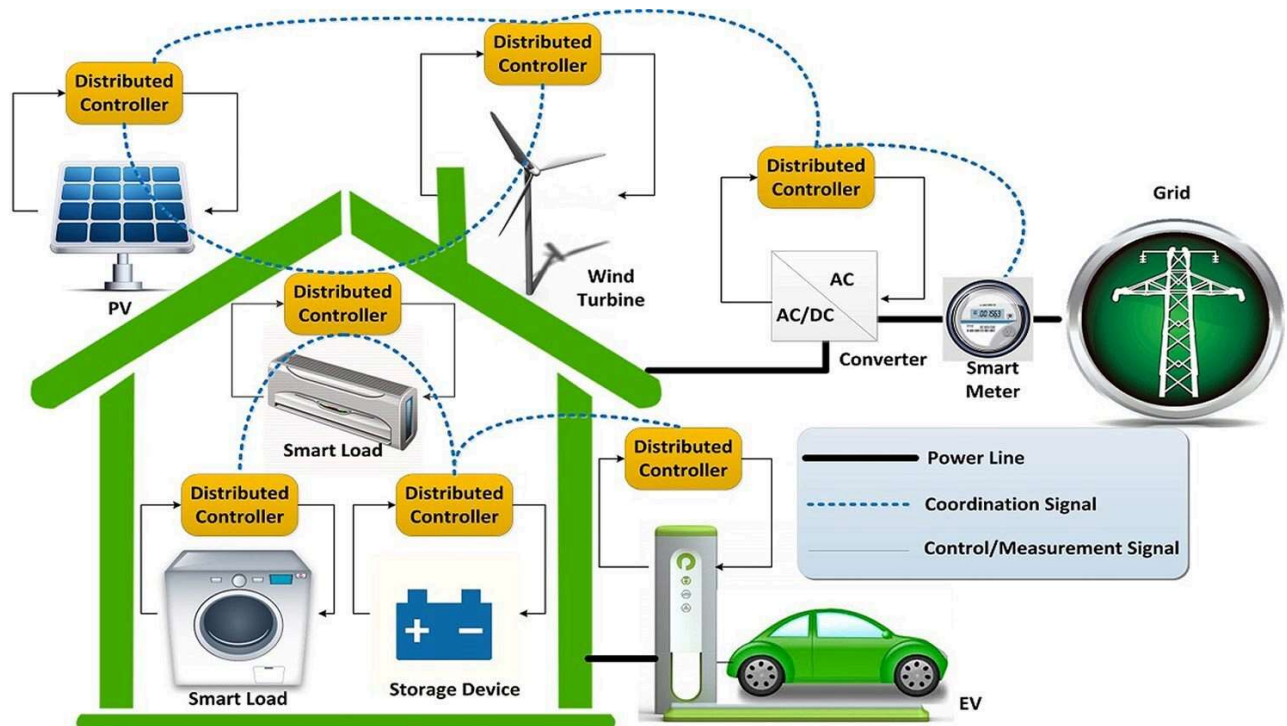 Distributed
Controller
Distributed
Controller
Distributed
Controller
Grid
PV
Wind
Turbine
AC
AC/DC
Converter
001563
Smart
Meter
Distributed
Controller
Smart Load
Distributed
Controller
Distributed
Controller
Distributed
Controller
Power Line
Coordination Signal
Control/Measurement Signal
+ −
Smart Load
Storage Device
EV